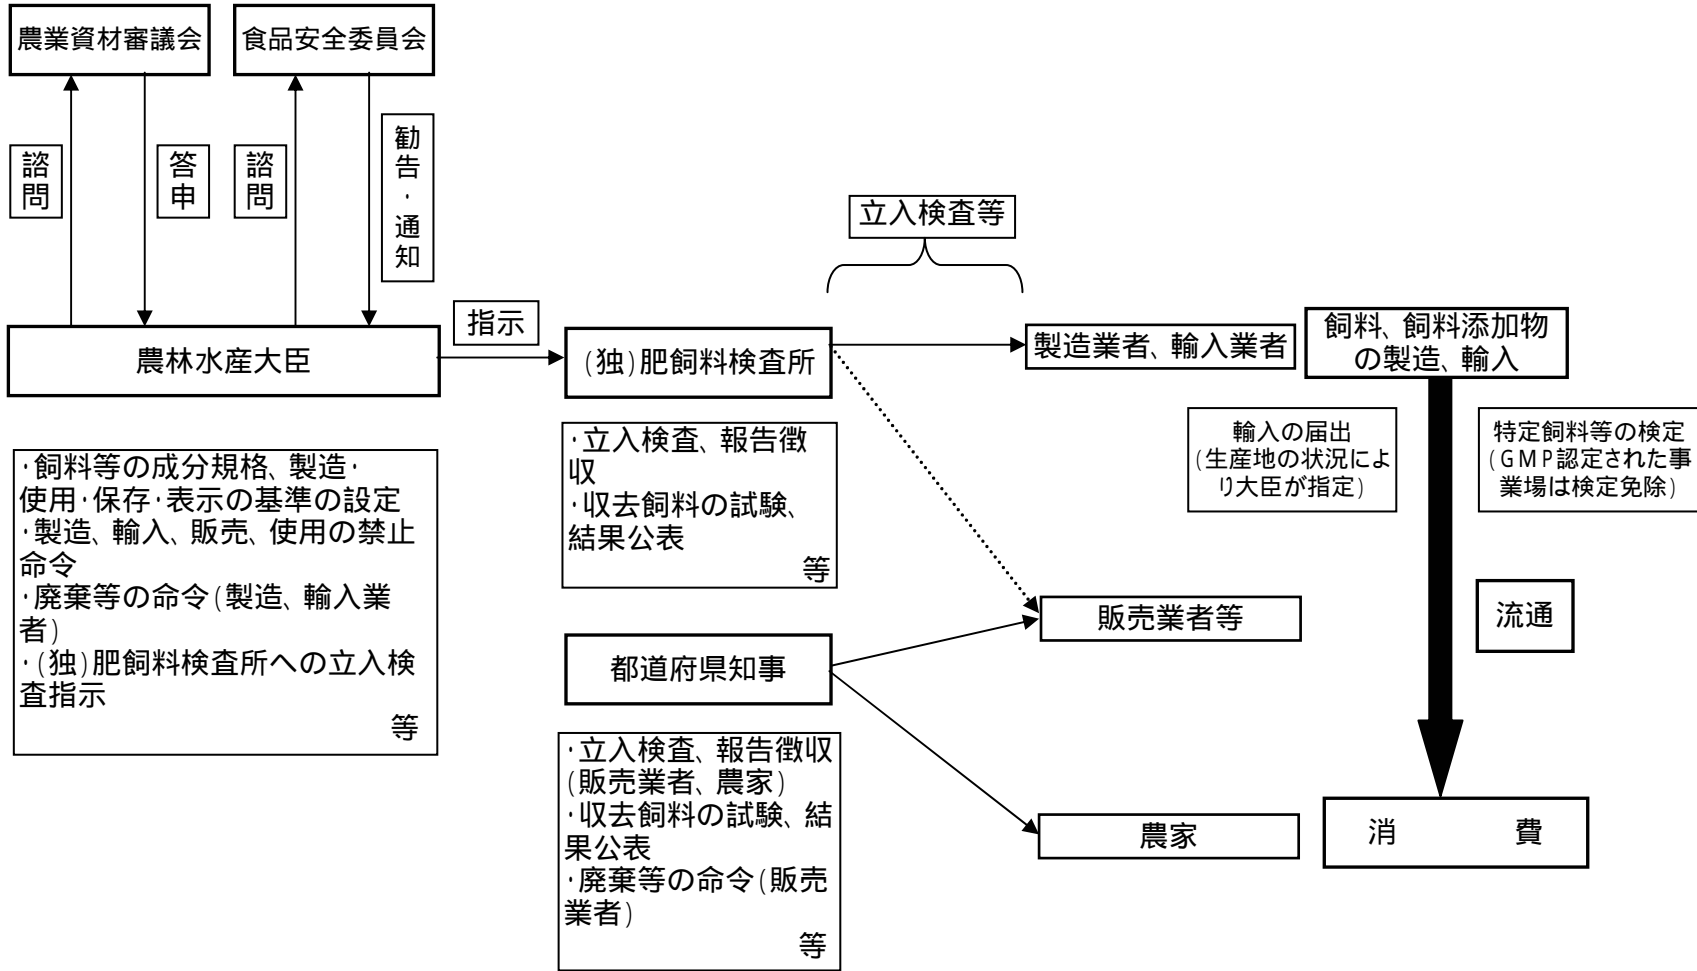 農業資材審議会
食品安全委員会
諮問
答申
諮問
勧告・通知
立入検査等
指示
農林水産大臣
(独)肥飼料検査所
製造業者、輸入業者
飼料、飼料添加物
の製造、輸入
・飼料等の成分規格、製造・
使用・保存・表示の基準の設定
・製造、輸入、販売、使用の禁止
命令
・廃棄等の命令(製造、輸入業
者)
・(独)肥飼料検査所への立入検
査指示
等
・立入検査、報告徴
収
・収去飼料の試験、
結果公表
等
輸入の届出
(生産地の状況によ
り大臣が指定)
特定飼料等の検定
(GMP認定された事
業場は検定免除)
流通
販売業者等
都道府県知事
・立入検査、報告徴収
(販売業者、農家)
・収去飼料の試験、結
果公表
・廃棄等の命令(販売
業者)
等
農家
消　　　費